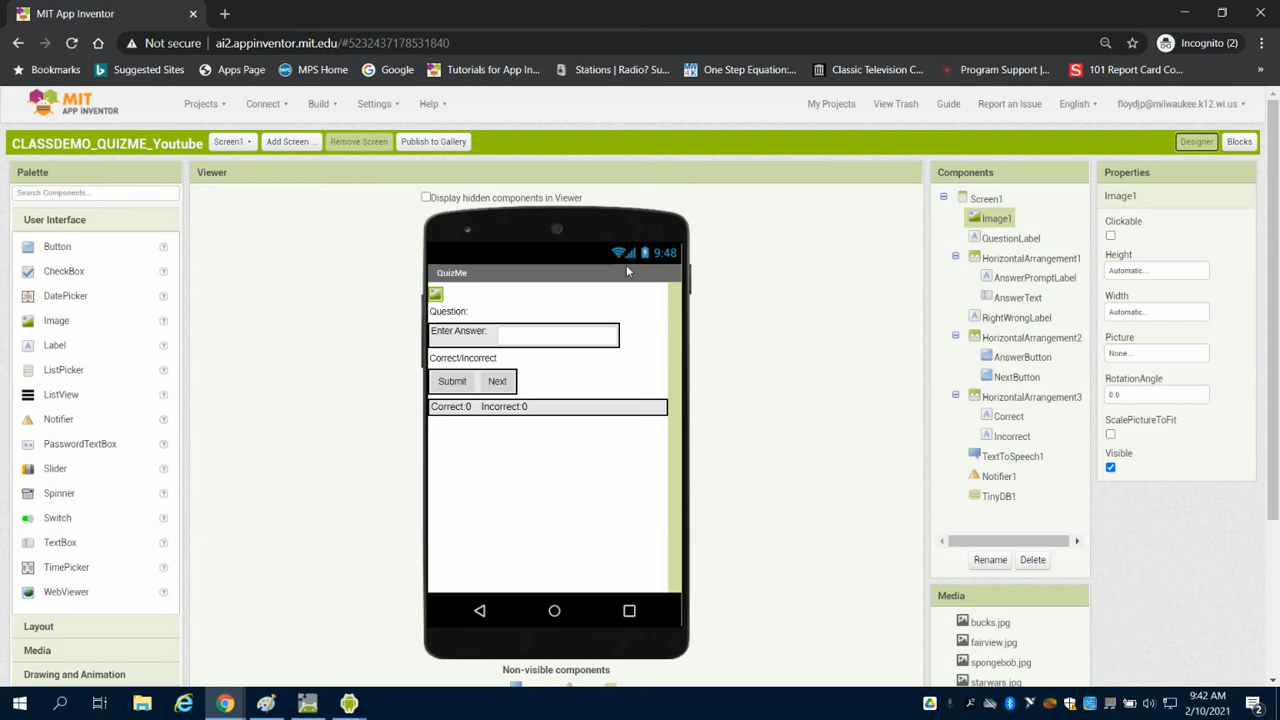 MIT App Inventor
Not secure
ai2.appinventor.mit.edu/#5232437178531840
Incognito (2)
Bookmarks
Suggested Sites
Apps Page
MPS Home
Google
Tutorials for App In...
Stations | Radio? Su...
One Step Equation:...
Classic Television C...
Program Support |...
101 Report Card Co...
MIT
APP INVENTOR
Projects
Connect
Build
Settings
Help
My Projects
View Trash
Guide
Report an Issue
English
floydjp@milwaukee.k12.wi.us
CLASSDEMO_QUIZME_Youtube
Screen1
Add Screen ...
Remove Screen
Publish to Gallery
Designer
Blocks
Palette
Search Components...
User Interface
Button
CheckBox
DatePicker
Image
Label
ListPicker
ListView
Notifier
PasswordTextBox
Slider
Spinner
Switch
TextBox
TimePicker
WebViewer
Layout
Media
Drawing and Animation
Viewer
Display hidden components in Viewer
9:48
QuizMe
Question:
Enter Answer:
Correct/Incorrect
Submit
Next
Correct:0 Incorrect:0
Non-visible components
Components
Screen1
Image1
QuestionLabel
HorizontalArrangement1
AnswerPromptLabel
AnswerText
RightWrongLabel
HorizontalArrangement2
AnswerButton
NextButton
HorizontalArrangement3
Correct
Incorrect
TextToSpeech1
Notifier1
TinyDB1
Rename
Delete
Media
bucks.jpg
fairview.jpg
spongebob.jpg
starwars.jpg
Properties
Image1
Clickable
Height
Automatic...
Width
Automatic...
Picture
None...
RotationAngle
0.0
ScalePictureToFit
Visible
9:42 AM
2/10/2021
2